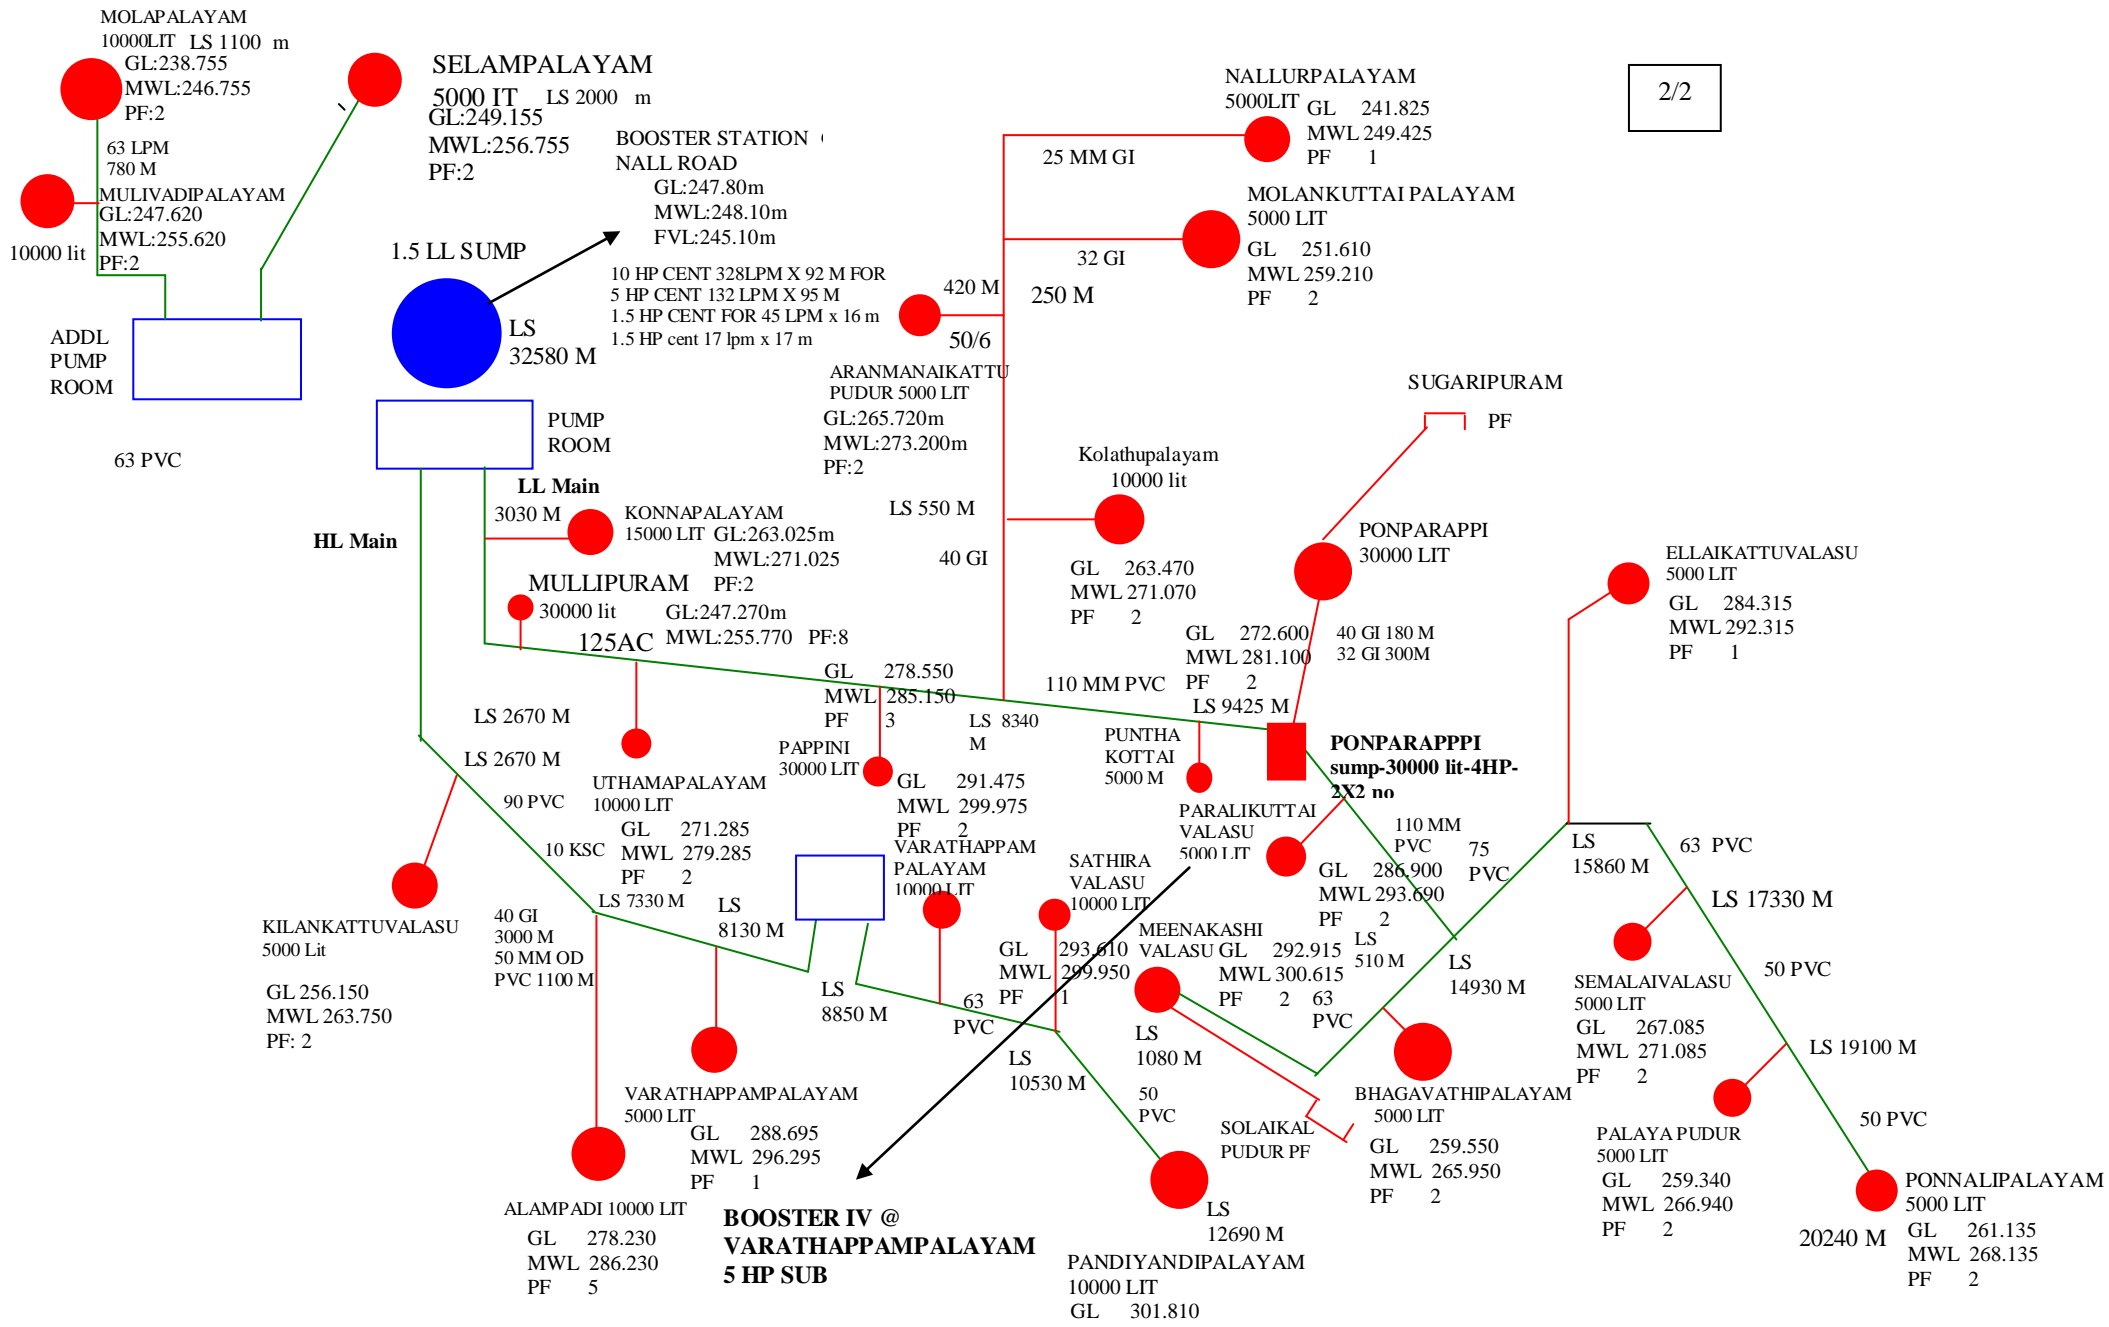 MOLAPALAYAM
10000LIT LS 1100 m
GL:238.755
MWL:246.755
PF:2
63 LPM
780 M
MULIVADIPALAYAM
GL:247.620
MWL:255.620
PF:2
10000 lit
SELAMPALAYAM
5000 IT LS 2000 m
GL:249.155
MWL:256.755
PF:2
BOOSTER STATION
NALL ROAD
GL:247.80m
MWL:248.10m
FVL:245.10m
1.5 LL SUMP
LS
32580 M
10 HP CENT 328LPM X 92 M FOR
5 HP CENT 132 LPM X 95 M
1.5 HP CENT FOR 45 LPM x 16 m
1.5 HP cent 17 lpm x 17 m
ADDL
PUMP
ROOM
63 PVC
PUMP
ROOM
LL Main
3030 M
HL Main
KONNAPALAYAM
15000 LIT
GL:263.025m
MWL:271.025
PF:2
MULLIPURAM
30000 lit
GL:247.270m
MWL:255.770 PF:8
125AC
NALLURPALAYAM
5000LIT
GL 241.825
MWL 249.425
PF 1
2/2
25 MM GI
MOLANKUTTAI PALAYAM
5000 LIT
GL 251.610
MWL 259.210
PF 2
32 GI
420 M
250 M
50/6
ARANMANAIKATTU
PUDUR 5000 LIT
GL:265.720m
MWL:273.200m
PF:2
LS 550 M
40 GI
Kolathupalayam
10000 lit
GL 263.470
MWL 271.070
PF 2
SUGARIPURAM
PF
PONPARAPPI
30000 LIT
GL 272.600
MWL 281.100
PF 2
40 GI 180 M
32 GI 300M
LS 9425 M
ELLAIKATTUVALASU
5000 LIT
GL 284.315
MWL 292.315
PF 1
GL 278.550
MWL 285.150
PF 3
PAPPINI
30000 LIT
LS 8340
M
110 MM PVC
PUNTHA
KOTTAI
5000 M
PONPARAPPPI
sump-30000 lit-4HP-
2X2 no
LS 2670 M
LS 2670 M
90 PVC
10 KSC
UTHAMAPALAYAM
10000 LIT
GL 271.285
MWL 279.285
PF 2
LS 7330 M
KILANKATTUVALASU
5000 Lit
GL 256.150
MWL 263.750
PF: 2
40 GI
3000 M
50 MM OD
PVC 1100 M
LS
8130 M
GL 291.475
MWL 299.975
PF 2
VARATHAPPAM
PALAYAM
10000 LIT
SATHIRA
VALASU
10000 LIT
GL 293.610
MWL 299.950
PF 1
PARALIKUTTAI
VALASU
5000 LIT
GL 286.900
MWL 293.690
PF 2
110 MM
PVC
75
PVC
LS
15860 M
63 PVC
LS 17330 M
MEENAKASHI
VALASU
GL 292.915
MWL 300.615
PF 2
LS
510 M
63
PVC
LS
14930 M
LS
8850 M
63
PVC
LS
10530 M
LS
1080 M
50
PVC
SOLAIKAL
PUDUR PF
BHAGAVATHIPALAYAM
5000 LIT
GL 259.550
MWL 265.950
PF 2
SEMALAIVALASU
5000 LIT
GL 267.085
MWL 271.085
PF 2
50 PVC
LS 19100 M
50 PVC
PALAYA PUDUR
5000 LIT
GL 259.340
MWL 266.940
PF 2
PONNALIPALAYAM
5000 LIT
GL 261.135
MWL 268.135
PF 2
20240 M
VARATHAPPAMPALAYAM
5000 LIT
GL 288.695
MWL 296.295
PF 1
ALAMPADI 10000 LIT
GL 278.230
MWL 286.230
PF 5
BOOSTER IV @
VARATHAPPAMPALAYAM
5 HP SUB
LS
12690 M
PANDIYANDIPALAYAM
10000 LIT
GL 301.810